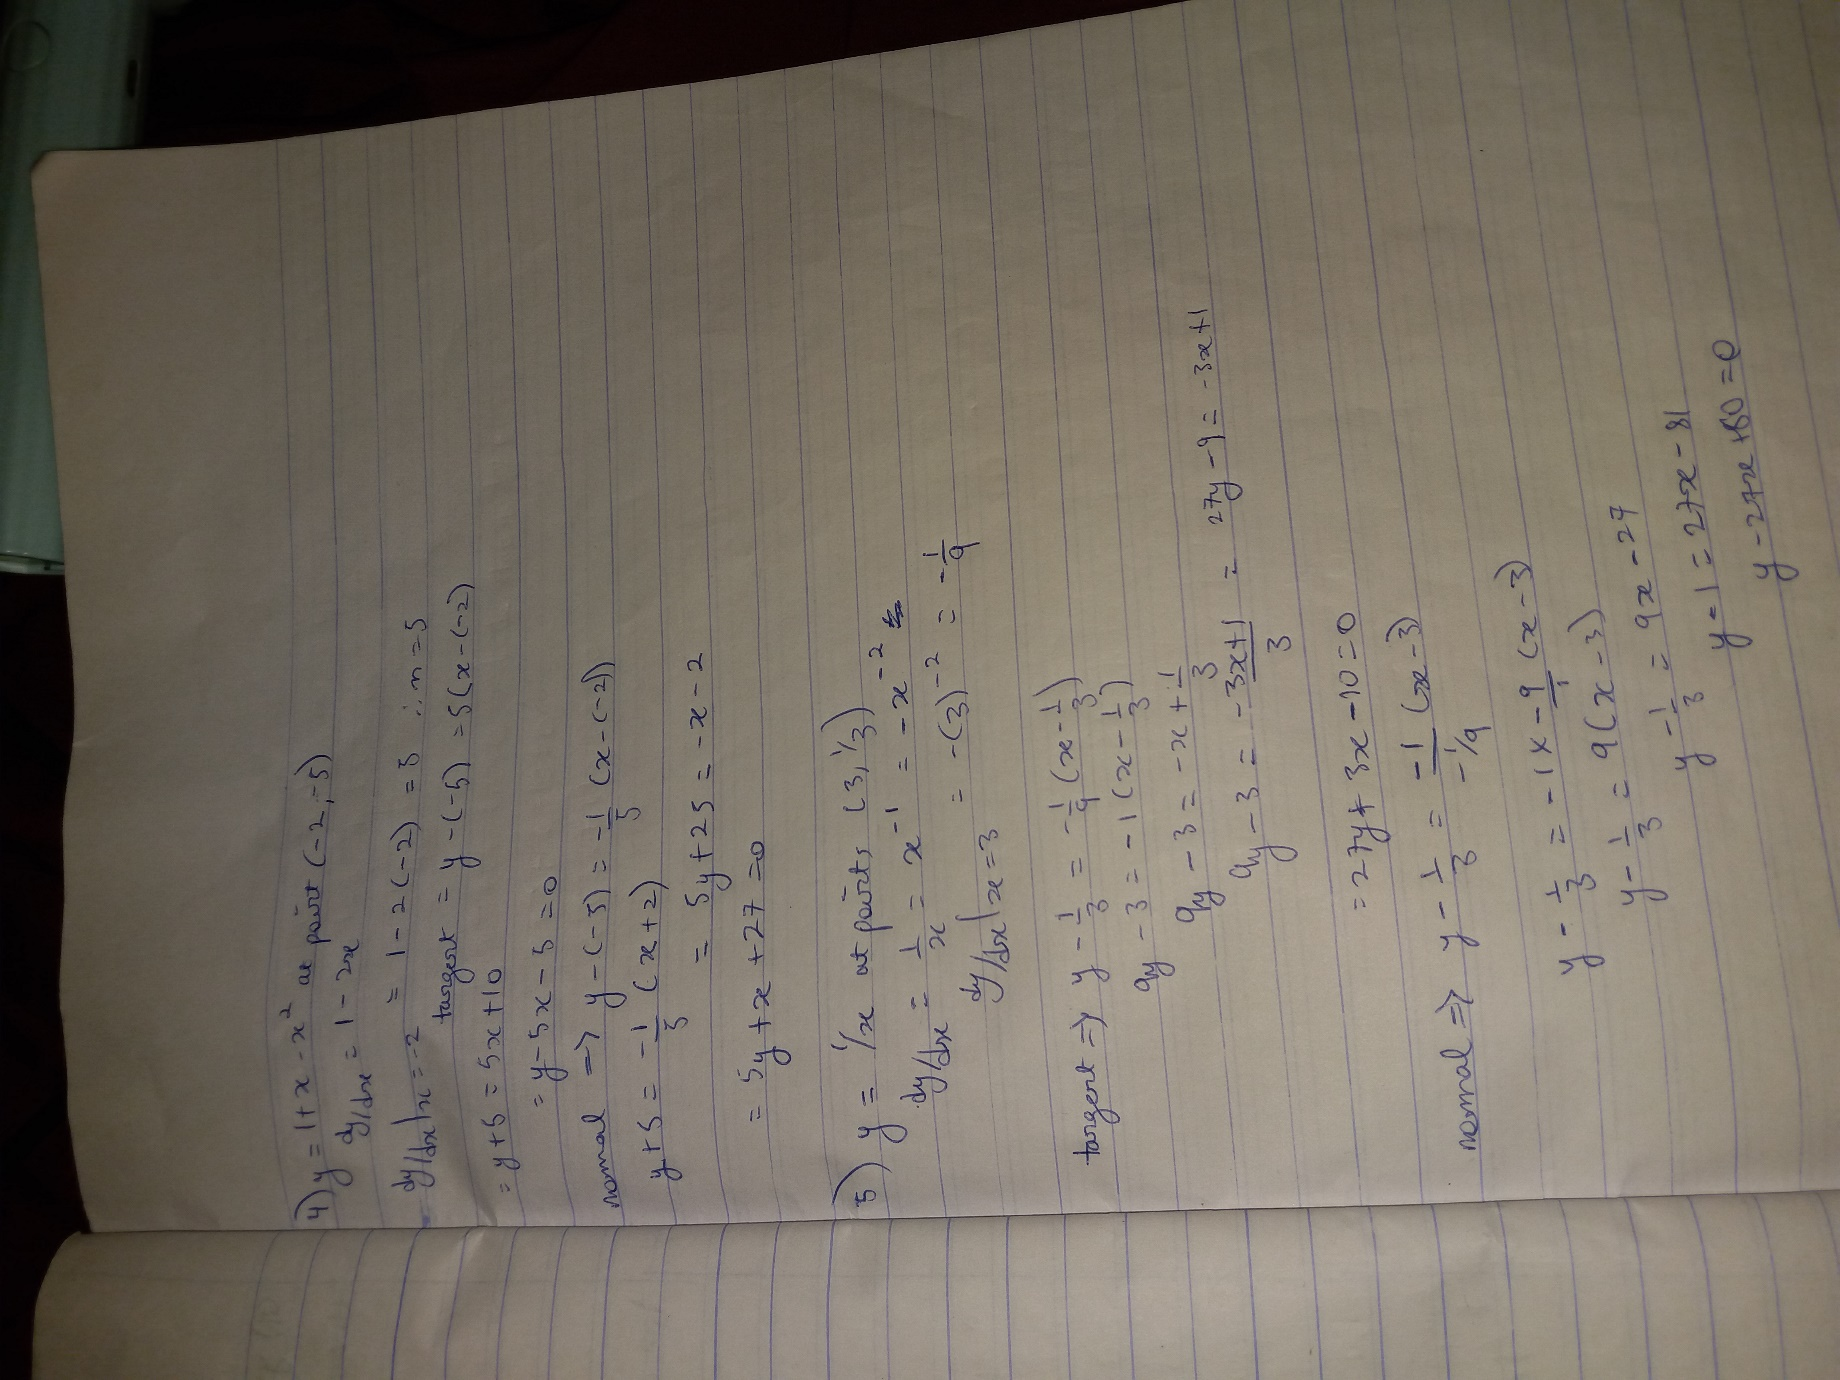 4) y = 1 + x - x² at point (-2, -5)
dy/dx = 1 - 2x
dy/dx|x=-2 = 1 - 2(-2) = 5 ∴ m = 5
tangent = y - (-5) = 5(x - (-2)
= y + 5 = 5x + 10
= y - 5x - 5 = 0
normal => y - (-5) = -1/5 (x - (-2))
y + 5 = -1/5 (x + 2)
= 5y + 25 = -x - 2
= 5y + x + 27 = 0
5) y = 1/x at points (3, 1/3)
dy/dx = 1/x = x⁻¹ = -x⁻²
dy/dx|x=3 = -(3)⁻² = -1/9
tangent => y - 1/3 = -1/9 (x - 1/3)
9y - 3 = -1 (x - 1/3)
9y - 3 = -x + 1/3
9y - 3 = -3x+1/3 = 27y - 9 = -3x + 1
= 27y + 3x - 10 = 0
normal => y - 1/3 = -1/-1/9 (x - 3)
y - 1/3 = -1 x -9/1 (x - 3)
y - 1/3 = 9(x - 3)
y - 1/3 = 9x - 27
y = 1 = 27x - 81
y - 27x + 80 = 0